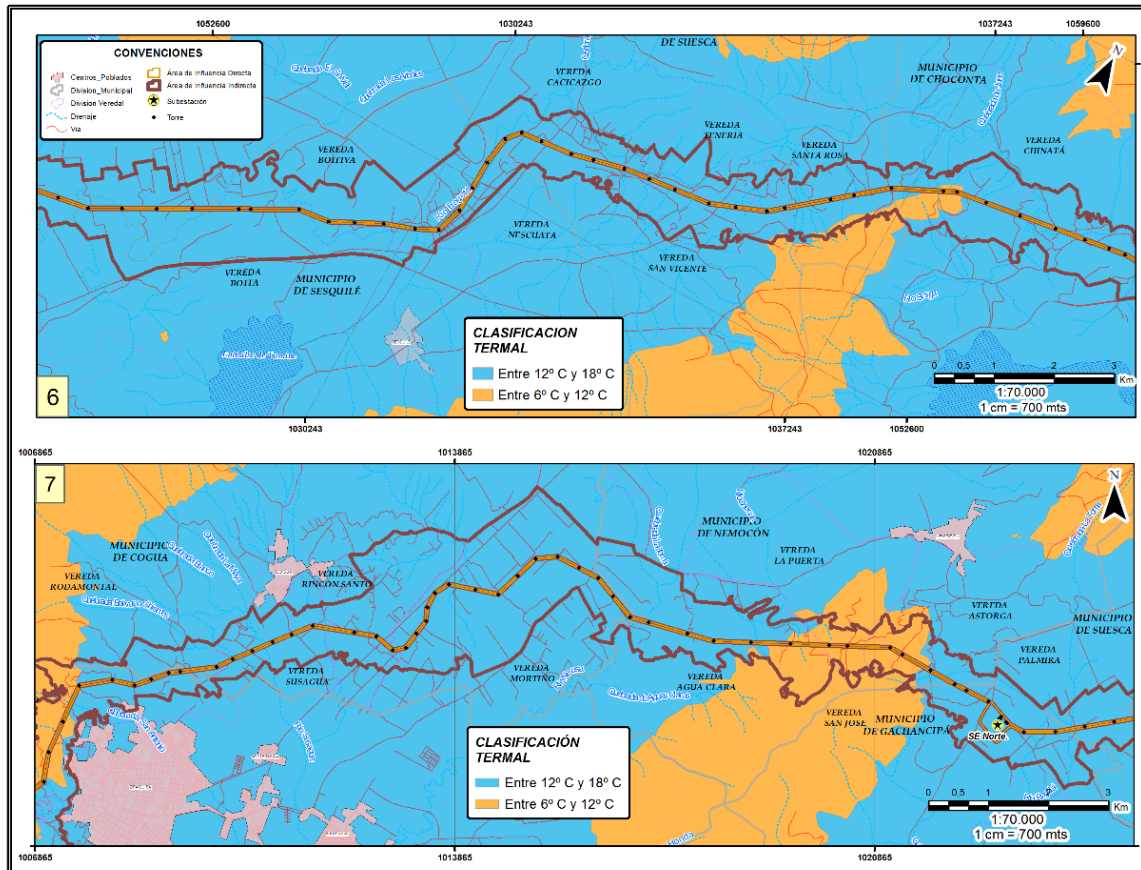 1052600
1030243
1037243
1059600
CONVENCIONES
Centros_Poblados
Division_Municipal
Division Veredal
Drenaje
Via
Área de Influencia Directa
Área de Influencia Indirecta
Subestación
Torre
DE SUESCA
MUNICIPIO
DE CHOCONTA
N
VEREDA
CACICAZGO
VEREDA
BOITIVA
VEREDA
TENERIA
VEREDA
SANTA ROSA
VEREDA
CHINATÁ
VEREDA
NESCUATA
VEREDA
SAN VICENTE
VEREDA
BOITA
MUNICIPIO
DE SESQUILÉ
CLASIFICACION
TERMAL
Entre 12º C y 18º C
Entre 6º C y 12º C
0 0,5 1 2 3
Km
1:70.000
1 cm = 700 mts
6
1030243
1037243
1052600
1006865
1013865
1020865
7
N
MUNICIPIO
DE COGUA
VEREDA
RODAMONTAL
VEREDA
RINCON SANTO
MUNICIPIO
DE NEMOCÓN
VEREDA
LA PUERTA
VEREDA
ASTORGA
MUNICIPIO
DE SUESCA
VEREDA
PALMIRA
VEREDA
SUSAGUÁ
VEREDA
MORTIÑO
VEREDA
AGUA CLARA
VEREDA
SAN JOSE
MUNICIPIO
DE GACHANCIPÁ
SE Norte
CLASIFICACIÓN
TERMAL
Entre 12º C y 18º C
Entre 6º C y 12º C
0 0,5 1 2 3
Km
1:70.000
1 cm = 700 mts
1006865
1013865
1020865